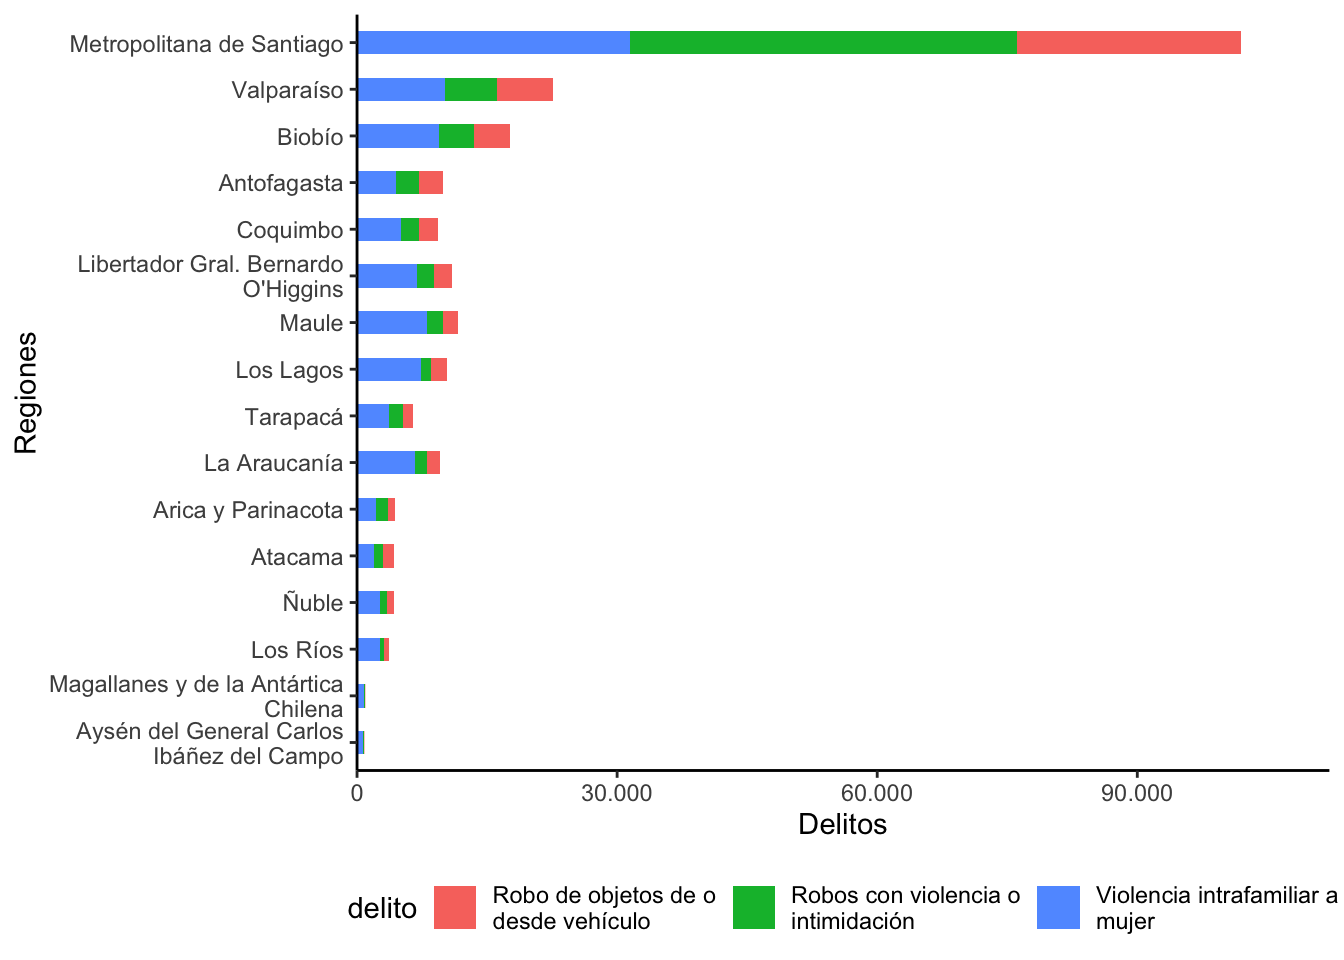 Metropolitana de Santiago
Valparaíso
Biobío
Antofagasta
Coquimbo
Libertador Gral. Bernardo
O'Higgins
Maule
Los Lagos
Tarapacá
La Araucanía
Arica y Parinacota
Atacama
Ñuble
Los Ríos
Magallanes y de la Antártica
Chilena
Aysén del General Carlos
Ibáñez del Campo
Regiones
0
30.000
60.000
90.000
Delitos
delito
Robo de objetos de o
desde vehículo
Robos con violencia o
intimidación
Violencia intrafamiliar a
mujer